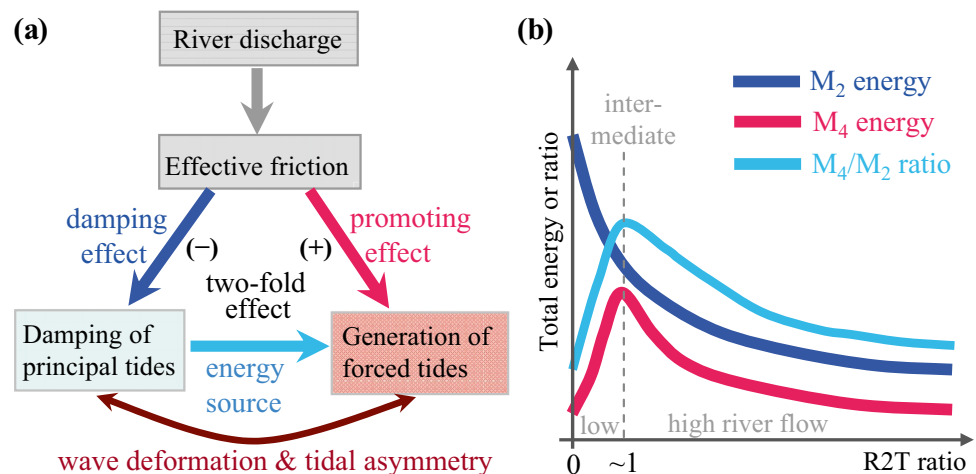 (a)
River discharge
Effective friction
damping
effect
(−)
(+)
promoting
effect
two-fold
effect
Damping of
principal tides
energy
source
Generation of
forced tides
wave deformation & tidal asymmetry
(b)
Total energy or ratio
inter-
mediate
M₂ energy
M₄ energy
M₄/M₂ ratio
low
high river flow
0
~1
R2T ratio